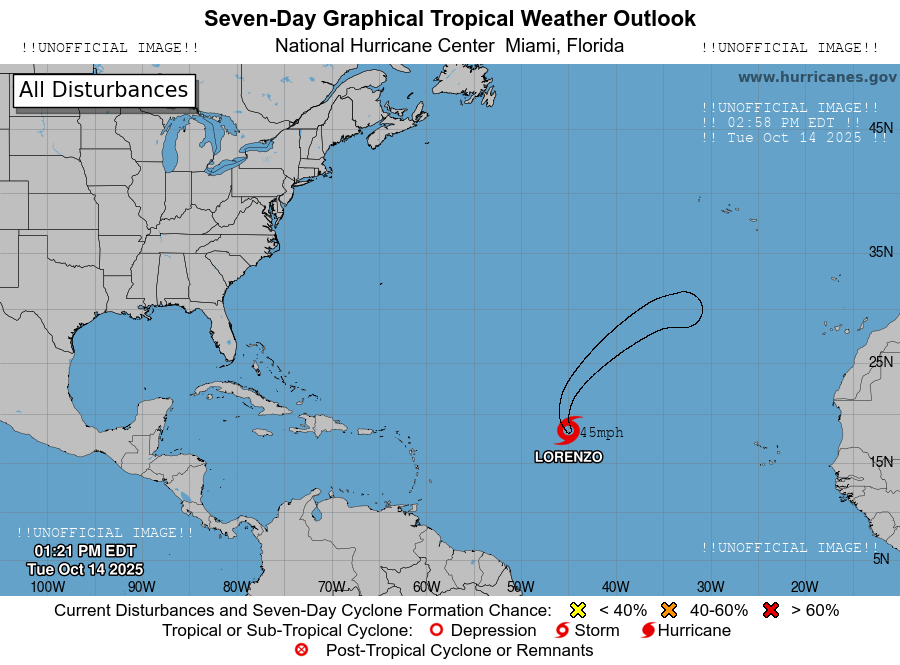 Seven-Day Graphical Tropical Weather Outlook
!!UNOFFICIAL IMAGE!! National Hurricane Center Miami, Florida !!UNOFFICIAL IMAGE!!
All Disturbances
www.hurricanes.gov
!!UNOFFICIAL IMAGE!!
!! 02:58 PM EDT !!
!! Tue Oct 14 2025 !!
45N
35N
25N
45mph
LORENZO
15N
!!UNOFFICIAL IMAGE!!
01:21 PM EDT
Tue Oct 14 2025
!!UNOFFICIAL IMAGE!!
5N
100W 90W 80W 70W 60W 50W 40W 30W 20W
Current Disturbances and Seven-Day Cyclone Formation Chance: < 40% 40-60% > 60%
Tropical or Sub-Tropical Cyclone: Depression Storm Hurricane
Post-Tropical Cyclone or Remnants